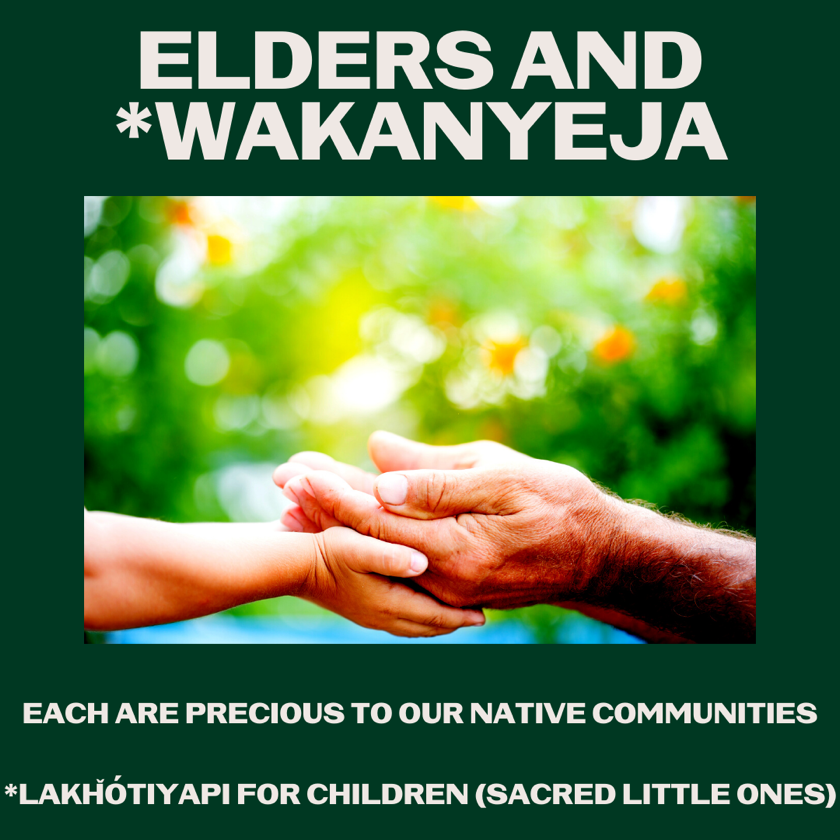 ELDERS AND
*WAKANYEJA
EACH ARE PRECIOUS TO OUR NATIVE COMMUNITIES
*LAKȞÓTIYAPI FOR CHILDREN (SACRED LITTLE ONES)